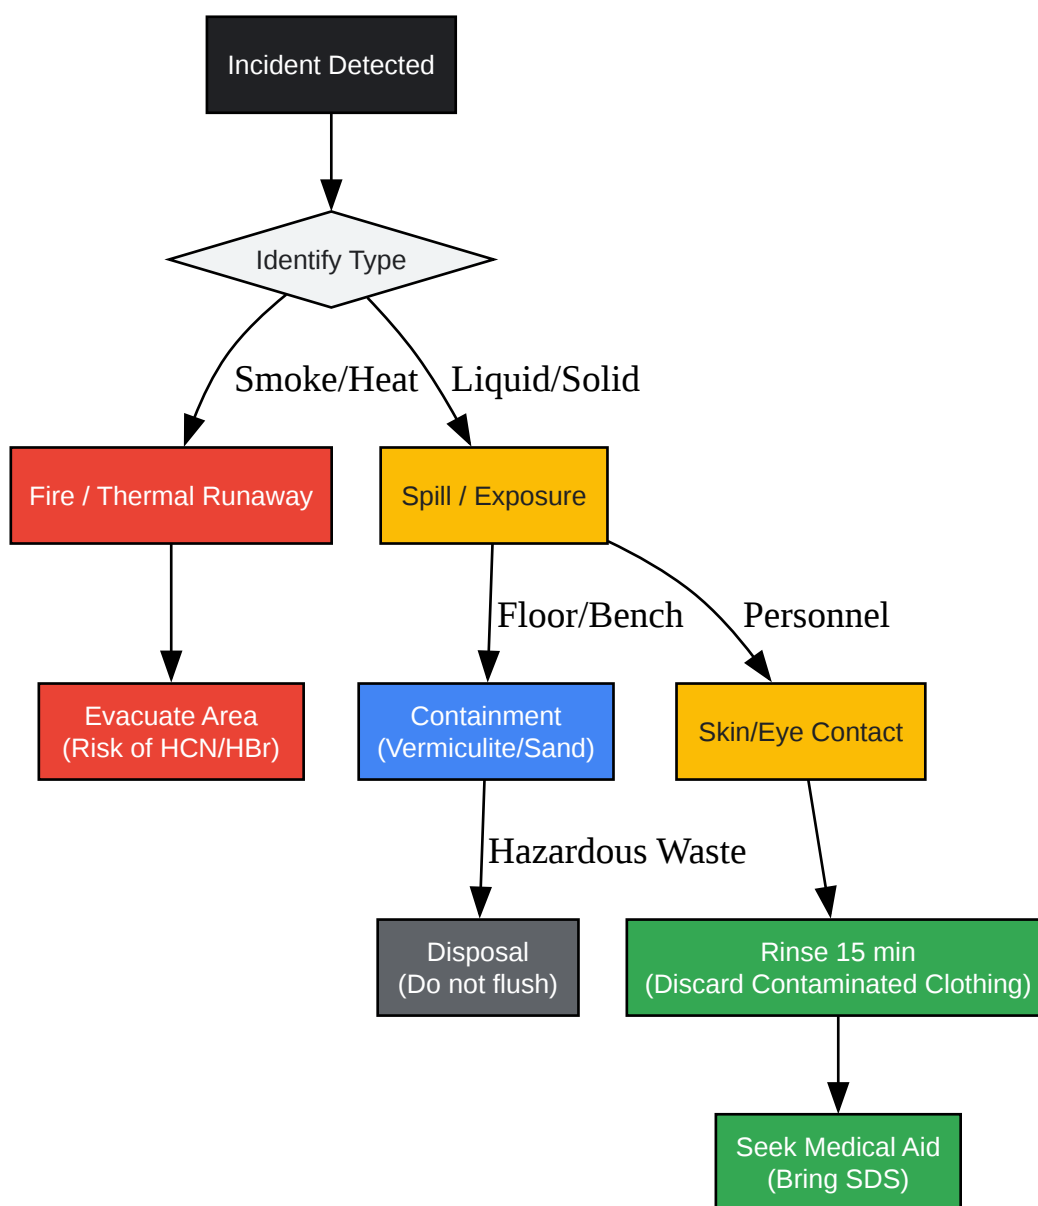 Incident Detected
Identify Type
Smoke/Heat
Liquid/Solid
Fire / Thermal Runaway
Spill / Exposure
Floor/Bench
Personnel
Evacuate Area
(Risk of HCN/HBr)
Containment
(Vermiculite/Sand)
Skin/Eye Contact
Hazardous Waste
Disposal
(Do not flush)
Rinse 15 min
(Discard Contaminated Clothing)
Seek Medical Aid
(Bring SDS)